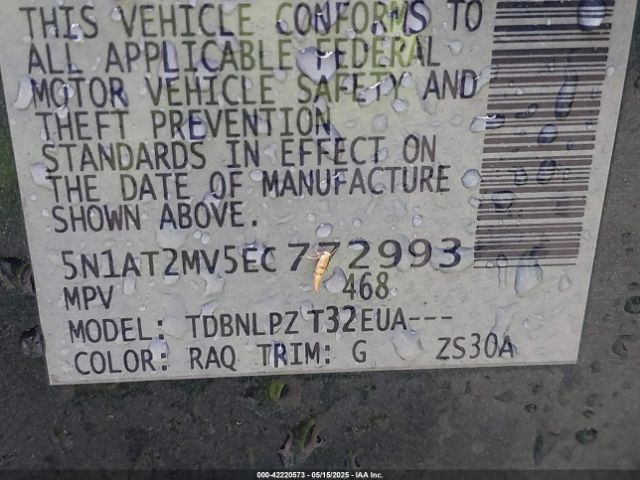 THIS VEHICLE CONFORMS TO
ALL APPLICABLE FEDERAL
MOTOR VEHICLE SAFETY AND
THEFT PREVENTION
STANDARDS IN EFFECT ON
THE DATE OF MANUFACTURE
SHOWN ABOVE.
5N1AT2MV5EC772993
MPV 468
MODEL: TDBNLPZ T32EUA---
COLOR: RAQ TRIM: G ZS30A
000-42220573 - 05/15/2025 - IAA Inc.